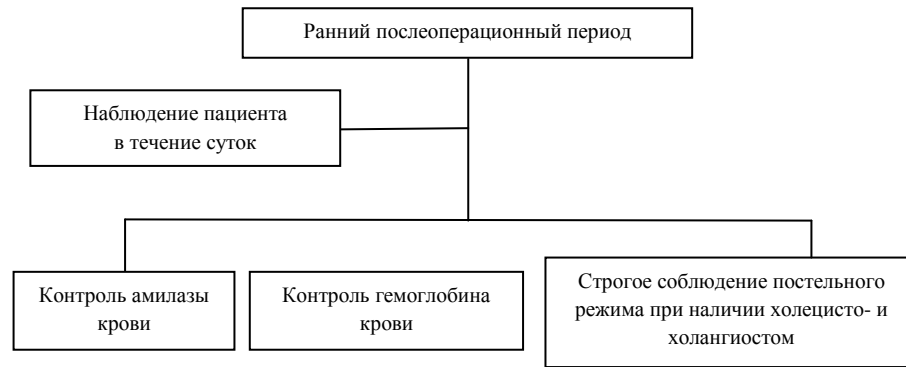 Ранний послеоперационный период
Наблюдение пациента
в течение суток
Контроль амилазы
крови
Контроль гемоглобина
крови
Строгое соблюдение постельного
режима при наличии холецисто- и
холангиостом